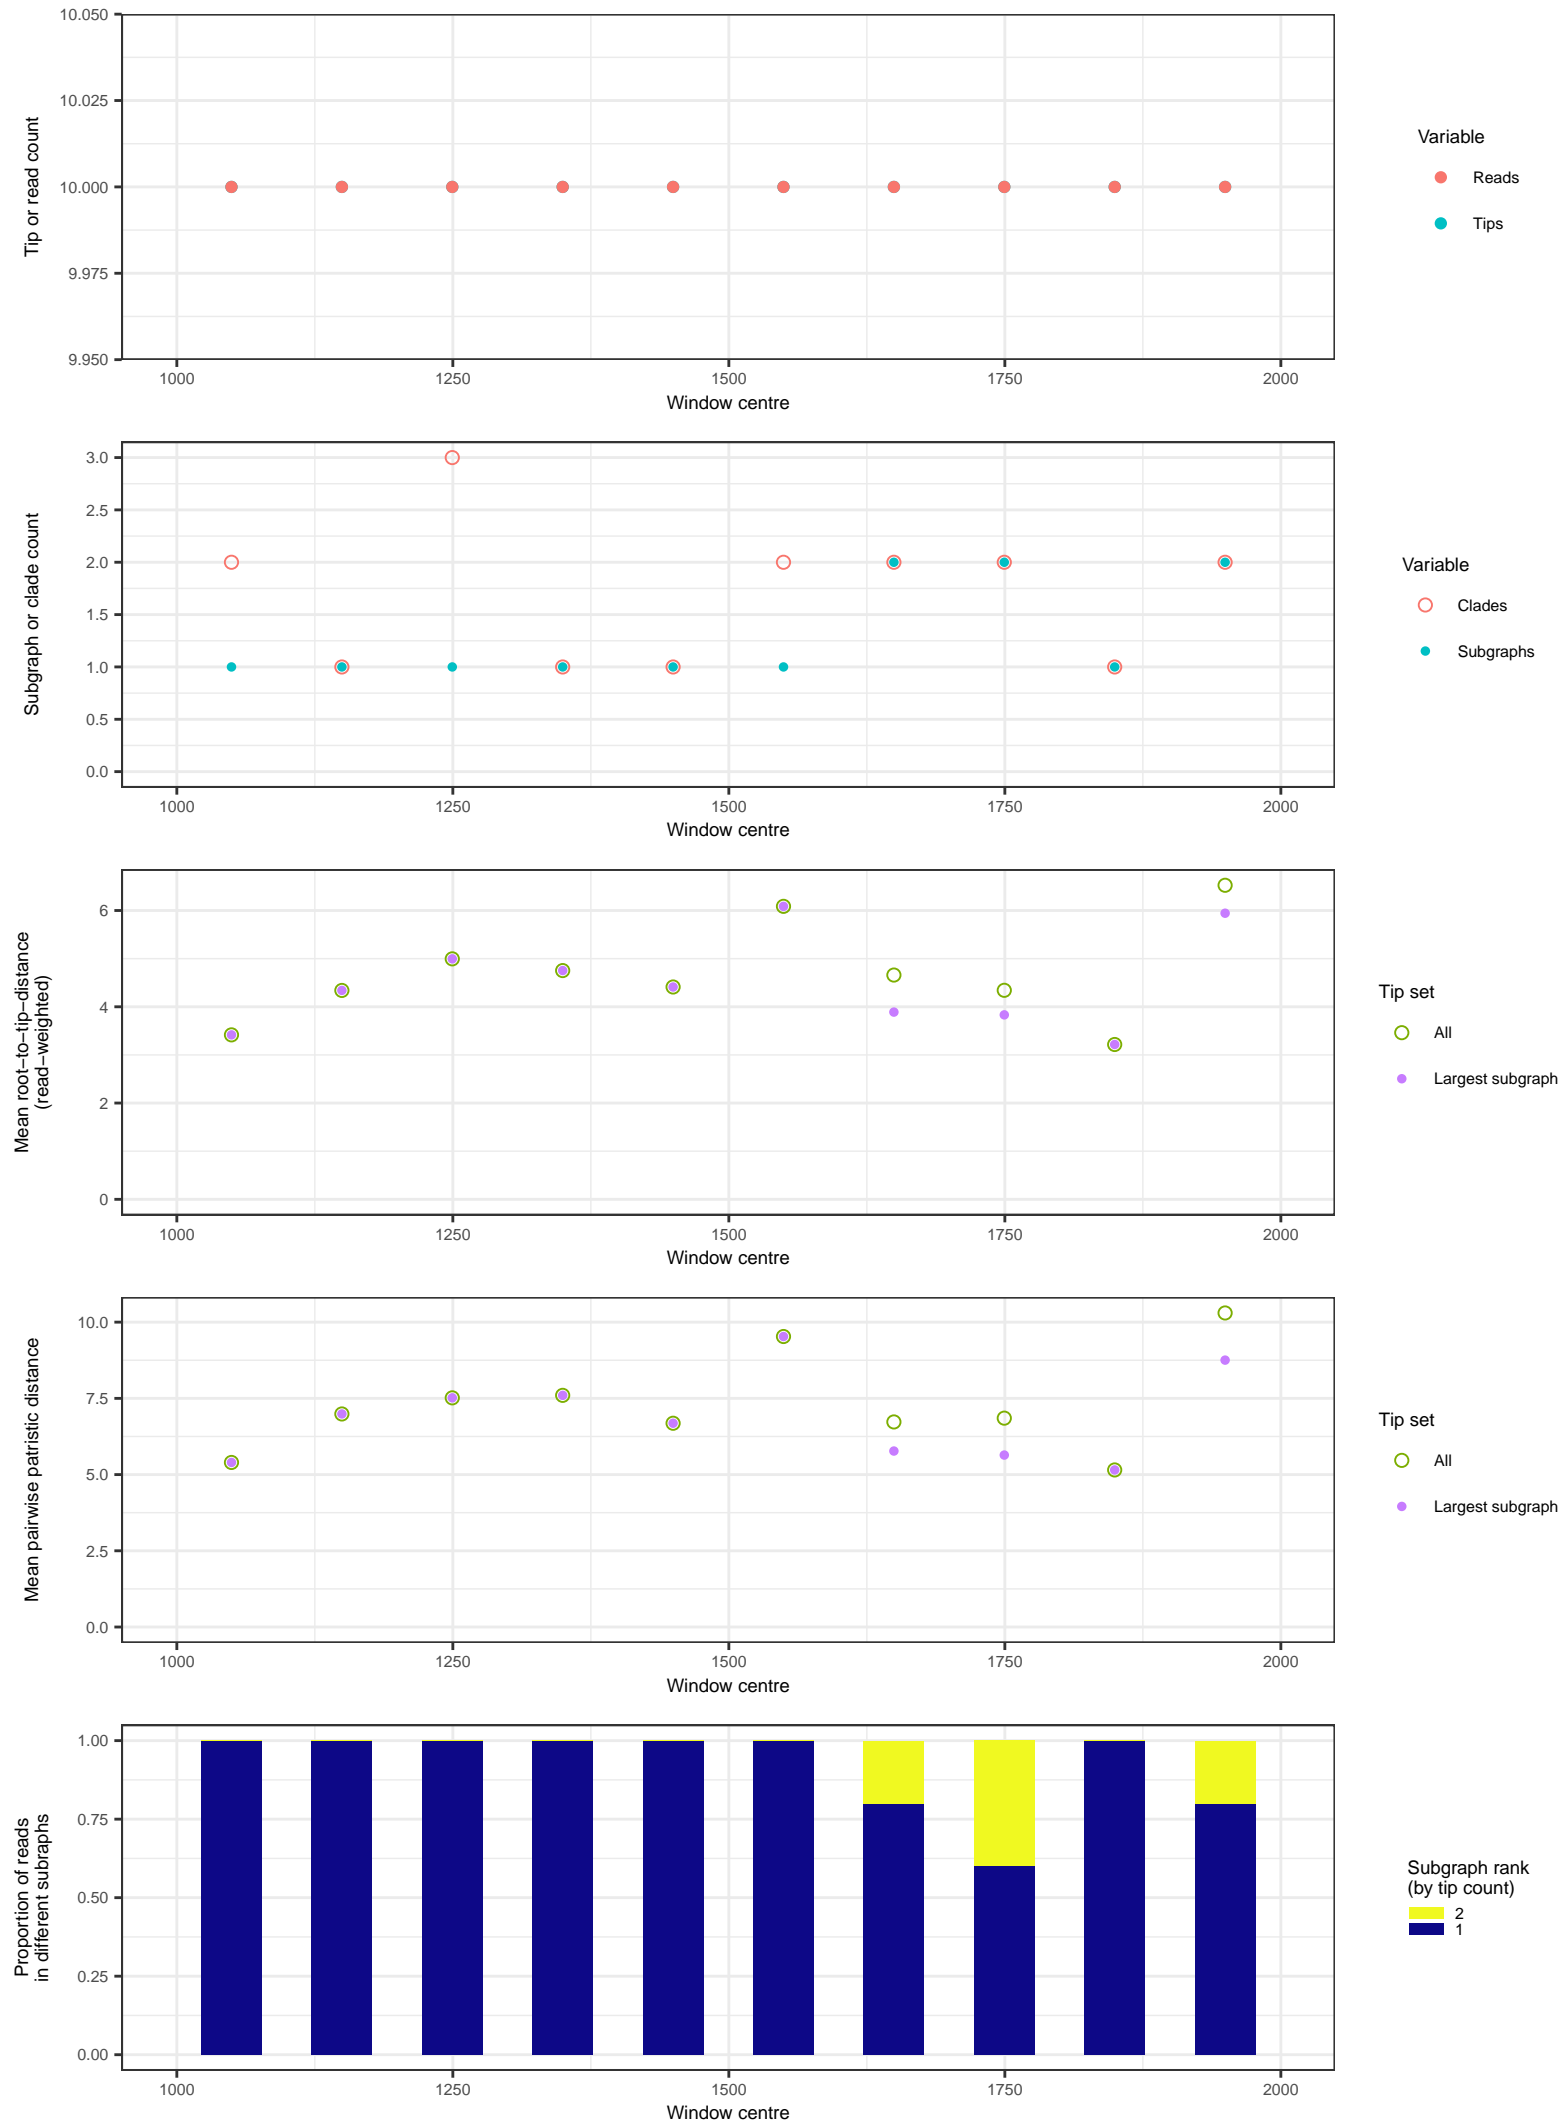 10.050
10.025
10.000
9.975
9.950
Tip or read count
1000 1250 1500 1750 2000
Window centre
Variable
Reads
Tips
3.0
2.5
2.0
1.5
1.0
0.5
0.0
Subgraph or clade count
1000 1250 1500 1750 2000
Window centre
Variable
Clades
Subgraphs
6
4
2
0
Mean root−to−tip−distance
(read−weighted)
1000 1250 1500 1750 2000
Window centre
Tip set
All
Largest subgraph
10.0
7.5
5.0
2.5
0.0
Mean pairwise patristic distance
1000 1250 1500 1750 2000
Window centre
Tip set
All
Largest subgraph
1.00
0.75
0.50
0.25
0.00
Proportion of reads
in different subraphs
1000 1250 1500 1750 2000
Window centre
Subgraph rank
(by tip count)
2
1